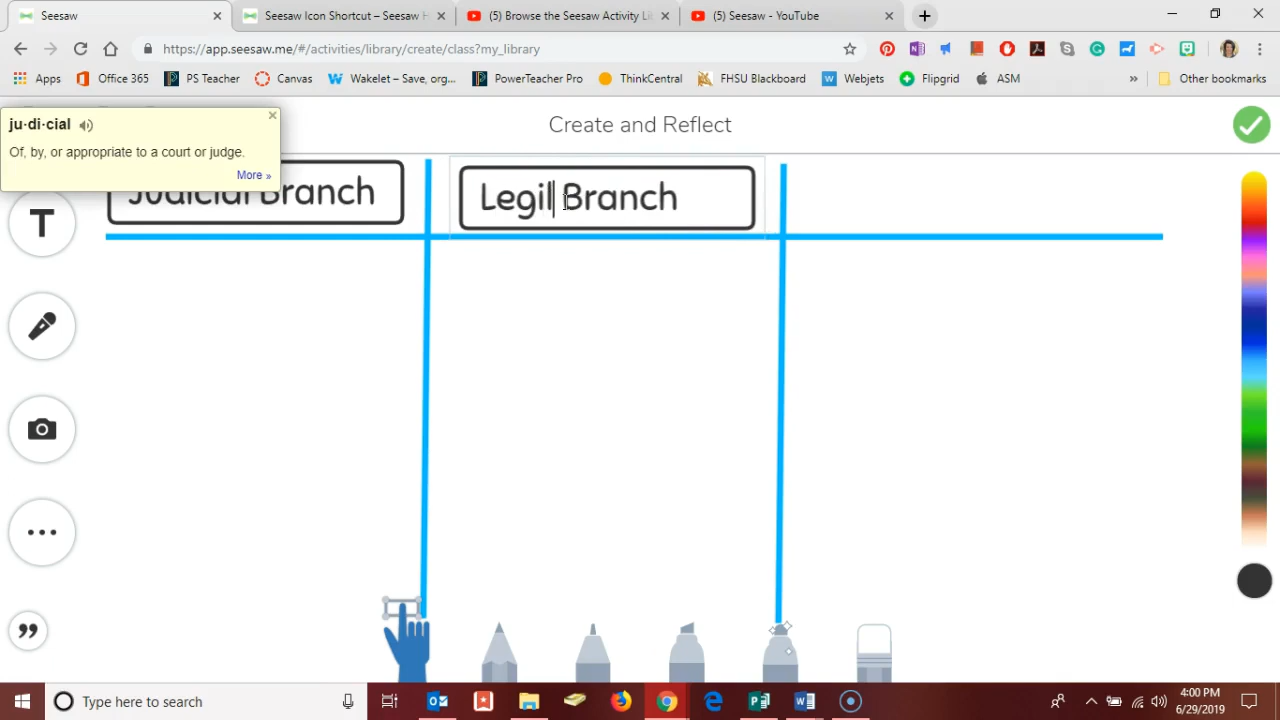 Seesaw
Seesaw Icon Shortcut – Seesaw H
(5) Browse the Seesaw Activity Li
(5) Seesaw - YouTube
https://app.seesaw.me/#/activities/library/create/class?my_library
Apps
Office 365
PS Teacher
Canvas
Wakelet – Save, org...
PowerTeacher Pro
ThinkCentral
FHSU Blackboard
Webjets
Flipgrid
ASM
»
Other bookmarks
ju·di·cial
Of, by, or appropriate to a court or judge.
More »
Create and Reflect
Judicial Branch
Legil Branch
T
Type here to search
4:00 PM
6/29/2019